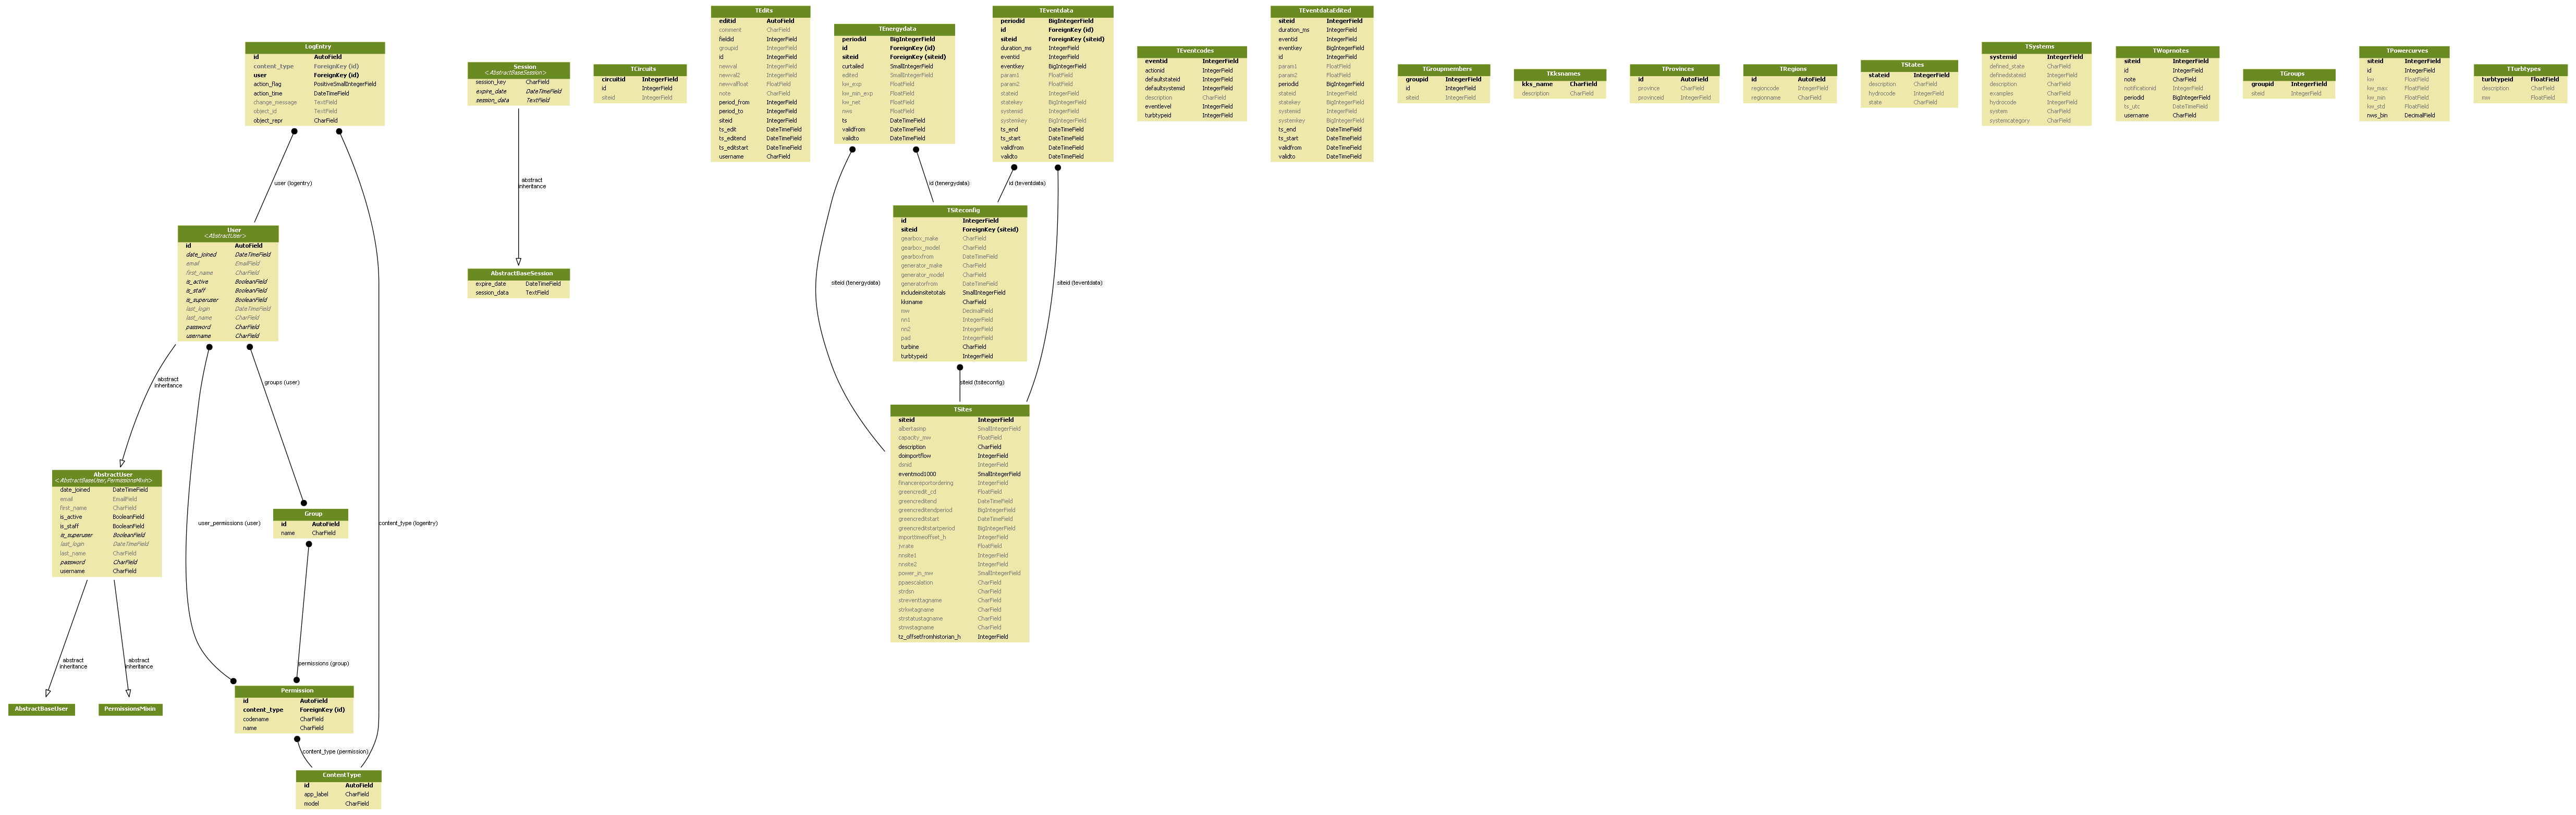 LogEntry
id AutoField
content_type ForeignKey (id)
user ForeignKey (id)
action_flag PositiveSmallIntegerField
action_time DateTimeField
change_message TextField
object_id TextField
object_repr CharField
user (logentry)
content_type (logentry)
User
<AbstractUser>
id AutoField
date_joined DateTimeField
email EmailField
first_name CharField
is_active BooleanField
is_staff BooleanField
is_superuser BooleanField
last_login DateTimeField
last_name CharField
password CharField
username CharField
abstract
inheritance
groups (user)
user_permissions (user)
AbstractUser
<AbstractBaseUser,PermissionsMixin>
date_joined DateTimeField
email EmailField
first_name CharField
is_active BooleanField
is_staff BooleanField
is_superuser BooleanField
last_login DateTimeField
last_name CharField
password CharField
username CharField
abstract
inheritance
abstract
inheritance
AbstractBaseUser
PermissionsMixin
Group
id AutoField
name CharField
permissions (group)
Permission
id AutoField
content_type ForeignKey (id)
codename CharField
name CharField
content_type (permission)
ContentType
id AutoField
app_label CharField
model CharField
Session
<AbstractBaseSession>
session_key CharField
expire_date DateTimeField
session_data TextField
abstract
inheritance
AbstractBaseSession
expire_date DateTimeField
session_data TextField
TCircuits
circuitid IntegerField
id IntegerField
siteid IntegerField
TEdits
editid AutoField
comment CharField
fieldid IntegerField
groupid IntegerField
id IntegerField
newval IntegerField
newval2 IntegerField
newvalfloat FloatField
note CharField
period_from IntegerField
period_to IntegerField
siteid IntegerField
ts_edit DateTimeField
ts_editend DateTimeField
ts_editstart DateTimeField
username CharField
TEnergydata
periodid BigIntegerField
id ForeignKey (id)
siteid ForeignKey (siteid)
curtailed SmallIntegerField
edited SmallIntegerField
kw_exp FloatField
kw_min_exp FloatField
kw_net FloatField
nws FloatField
ts DateTimeField
validfrom DateTimeField
validto DateTimeField
id (tenergydata)
siteid (tenergydata)
TEventdata
periodid BigIntegerField
id ForeignKey (id)
siteid ForeignKey (siteid)
duration_ms IntegerField
eventid IntegerField
eventkey BigIntegerField
param1 FloatField
param2 FloatField
stateid IntegerField
statekey BigIntegerField
systemid IntegerField
systemkey BigIntegerField
ts_end DateTimeField
ts_start DateTimeField
validfrom DateTimeField
validto DateTimeField
id (teventdata)
siteid (teventdata)
TSiteconfig
id IntegerField
siteid ForeignKey (siteid)
gearbox_make CharField
gearbox_model CharField
gearboxfrom DateTimeField
generator_make CharField
generator_model CharField
generatorfrom DateTimeField
includeinsitetotals SmallIntegerField
kksname CharField
mw DecimalField
nn1 IntegerField
nn2 IntegerField
pad IntegerField
turbine CharField
turbtypeid IntegerField
siteid (tsiteconfig)
TSites
siteid IntegerField
albertasmp SmallIntegerField
capacity_mw FloatField
description CharField
doimportflow IntegerField
dsnid IntegerField
eventmod1000 SmallIntegerField
financereportordering IntegerField
greencredit_cd FloatField
greencreditend DateTimeField
greencreditendperiod BigIntegerField
greencreditstart DateTimeField
greencreditstartperiod BigIntegerField
importtimeoffset_h IntegerField
jvrate FloatField
nnsite1 IntegerField
nnsite2 IntegerField
power_in_mw SmallIntegerField
ppaescalation CharField
strdsn CharField
streventtagname CharField
strkwtagname CharField
strstatustagname CharField
strwstagname CharField
tz_offsetfromhistorian_h IntegerField
TEventcodes
eventid IntegerField
actionid IntegerField
defaultstateid IntegerField
defaultsystemid IntegerField
description CharField
eventlevel IntegerField
turbtypeid IntegerField
TEventdataEdited
siteid IntegerField
duration_ms IntegerField
eventid IntegerField
eventkey BigIntegerField
id IntegerField
param1 FloatField
param2 FloatField
periodid BigIntegerField
stateid IntegerField
statekey BigIntegerField
systemid IntegerField
systemkey BigIntegerField
ts_end DateTimeField
ts_start DateTimeField
validfrom DateTimeField
validto DateTimeField
TGroupmembers
groupid IntegerField
id IntegerField
siteid IntegerField
TKksnames
kks_name CharField
description CharField
TProvinces
id AutoField
province CharField
provinceid IntegerField
TRegions
id AutoField
regioncode IntegerField
regionname CharField
TStates
stateid IntegerField
description CharField
hydrocode IntegerField
state CharField
TSystems
systemid IntegerField
defined_state CharField
definedstateid IntegerField
description CharField
examples CharField
hydrocode IntegerField
system CharField
systemcategory CharField
TWoprnotes
siteid IntegerField
id IntegerField
note CharField
notificationid IntegerField
periodid BigIntegerField
ts_utc DateTimeField
username CharField
TGroups
groupid IntegerField
siteid IntegerField
TPowercurves
siteid IntegerField
id IntegerField
kw FloatField
kw_max FloatField
kw_min FloatField
kw_std FloatField
nws_bin DecimalField
TTurbtypes
turbtypeid FloatField
description CharField
mw FloatField